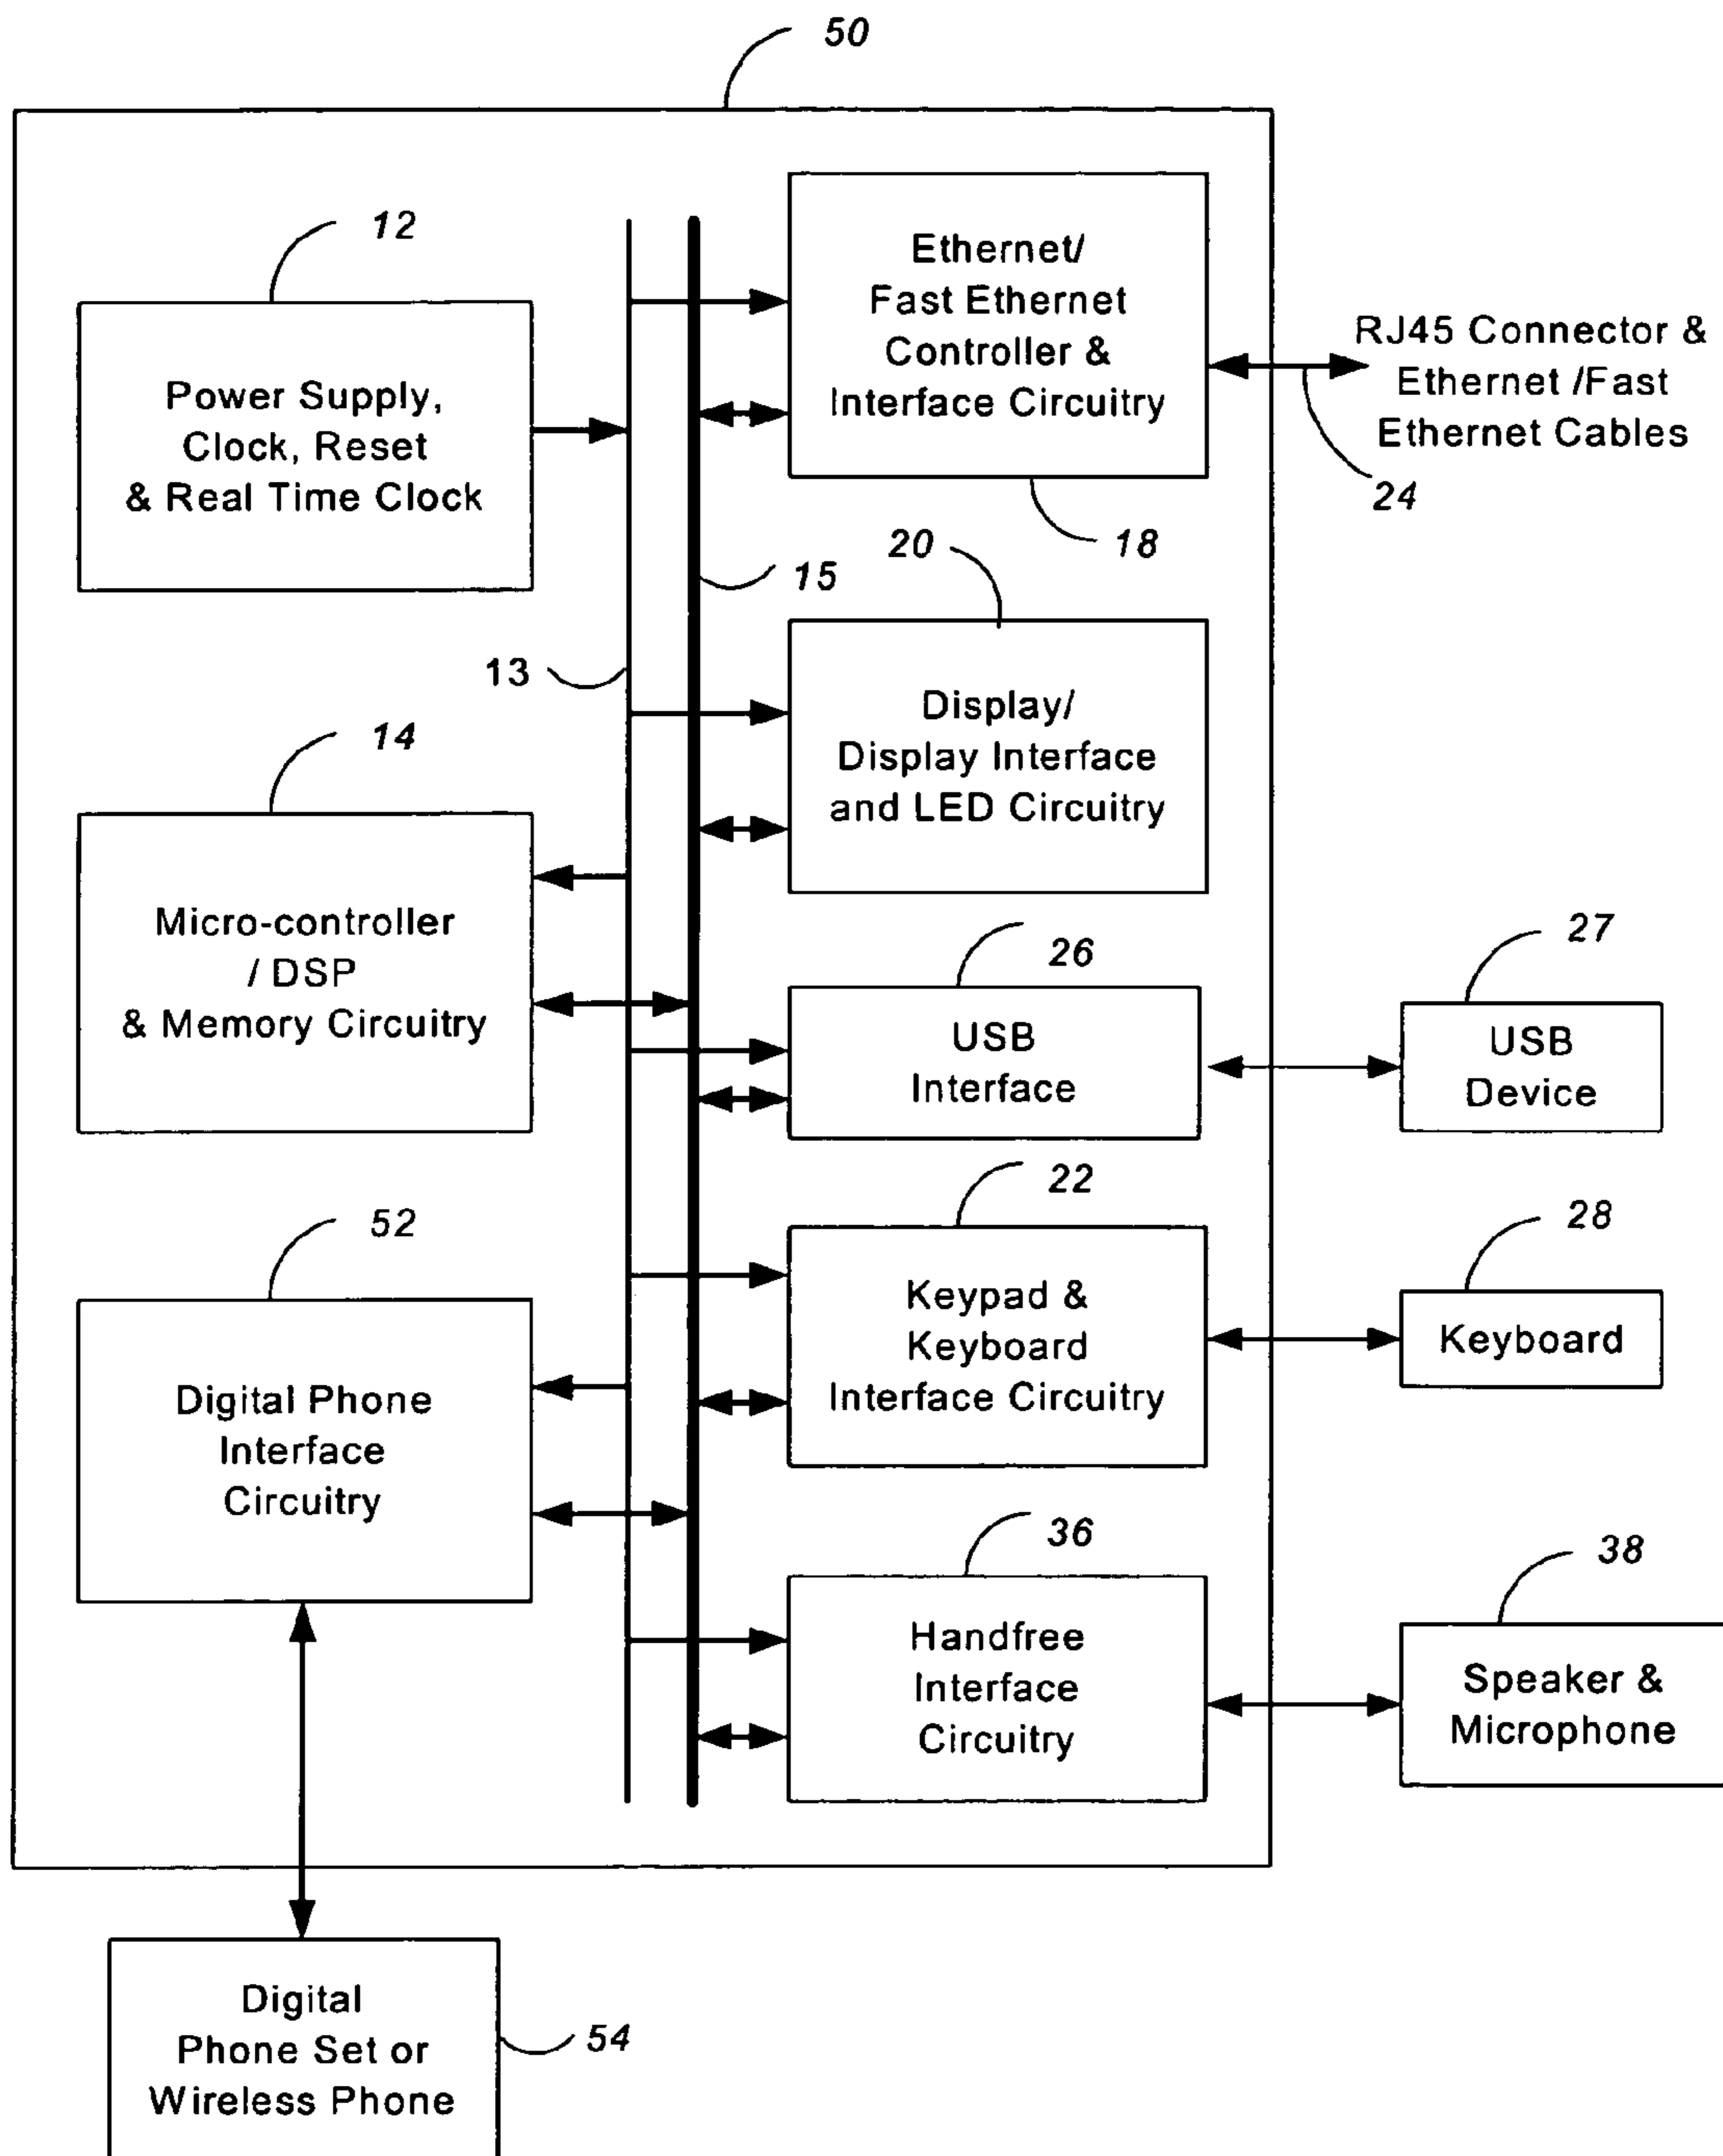 50
12
Power Supply,
Clock, Reset
& Real Time Clock
Ethernet/
Fast Ethernet
Controller &
Interface Circuitry
18
RJ45 Connector &
Ethernet /Fast
Ethernet Cables
24
15
13
20
Display/
Display Interface
and LED Circuitry
14
Micro-controller
/ DSP
& Memory Circuitry
26
USB
Interface
27
USB
Device
52
Digital Phone
Interface
Circuitry
22
Keypad &
Keyboard
Interface Circuitry
28
Keyboard
36
Handfree
Interface
Circuitry
38
Speaker &
Microphone
Digital
Phone Set or
Wireless Phone
54